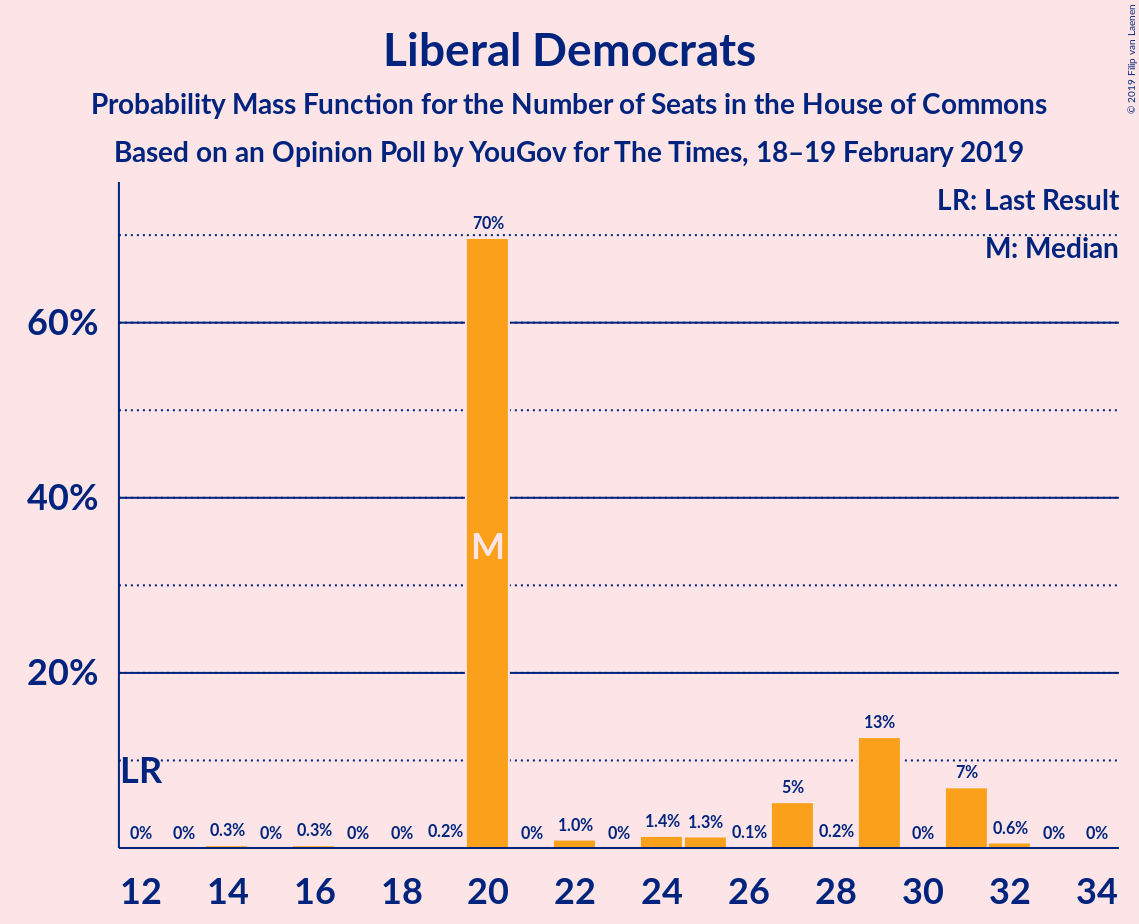 Liberal Democrats
Probability Mass Function for the Number of Seats in the House of Commons
Based on an Opinion Poll by YouGov for The Times, 18–19 February 2019
© 2019 Filip van Laenen
LR: Last Result
M: Median
60%
40%
20%
LR
M
0%
0%
0.3%
0%
0.3%
0%
0%
0.2%
70%
0%
1.0%
0%
1.4%
1.3%
0.1%
5%
0.2%
13%
0%
7%
0.6%
0%
0%
12 14 16 18 20 22 24 26 28 30 32 34